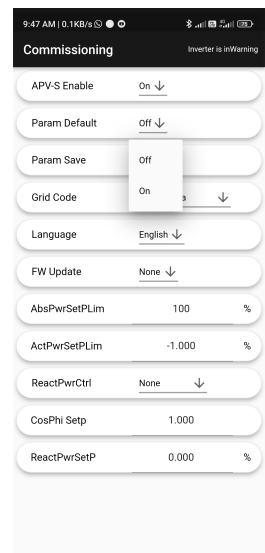 9:47 AM | 0.1KB/s
Commissioning Inverter is inWarning
APV-S Enable On
Param Default Off
Param Save Off
Grid Code On a
Language English
FW Update None
AbsPwrSetPLim 100 %
ActPwrSetPLim -1.000 %
ReactPwrCtrl None
CosPhi Setp 1.000
ReactPwrSetP 0.000 %